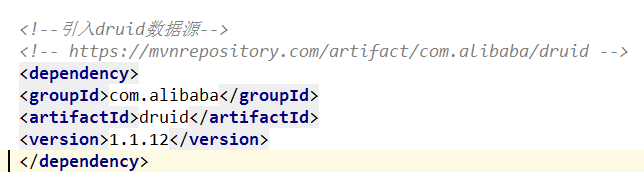 <!--引入druid数据源-->
<!-- https://mvnrepository.com/artifact/com.alibaba/druid -->
<dependency>
<groupId>com.alibaba</groupId>
<artifactId>druid</artifactId>
<version>1.1.12</version>
</dependency>